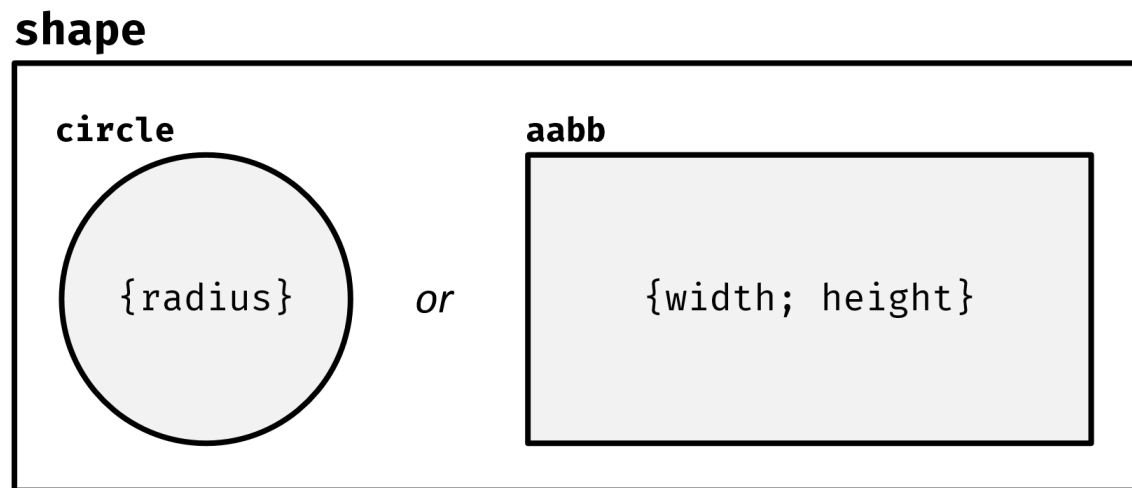 shape
circle
aabb
{radius}
or
{width; height}